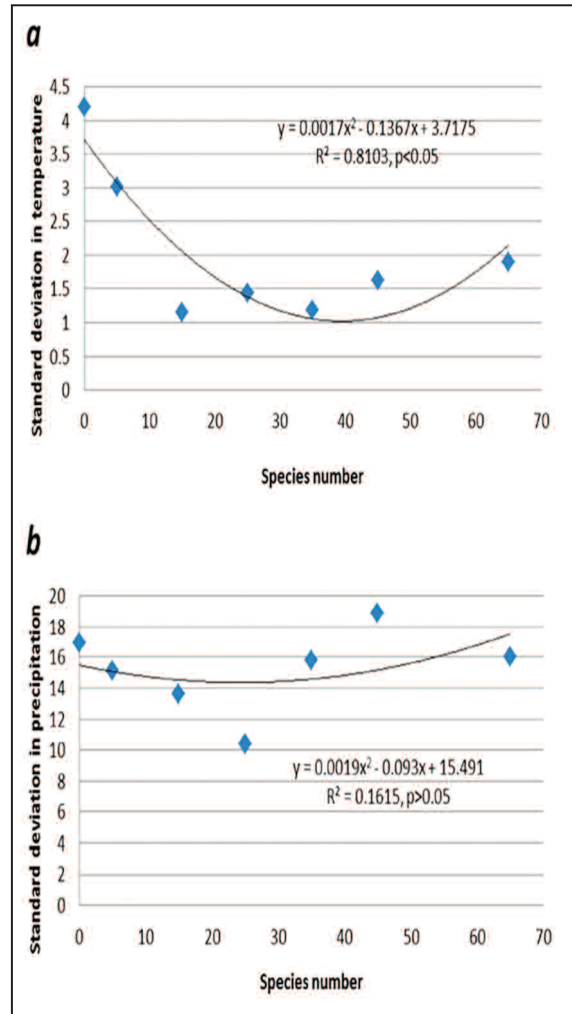 a
Standard deviation in temperature
4.5
4
3.5
3
2.5
2
1.5
1
0.5
0
y = 0.0017x² - 0.1367x + 3.7175
R² = 0.8103, p<0.05
0 10 20 30 40 50 60 70
Species number
b
Standard deviation in precipitation
20
18
16
14
12
10
8
6
4
2
0
y = 0.0019x² - 0.093x + 15.491
R² = 0.1615, p>0.05
0 10 20 30 40 50 60 70
Species number